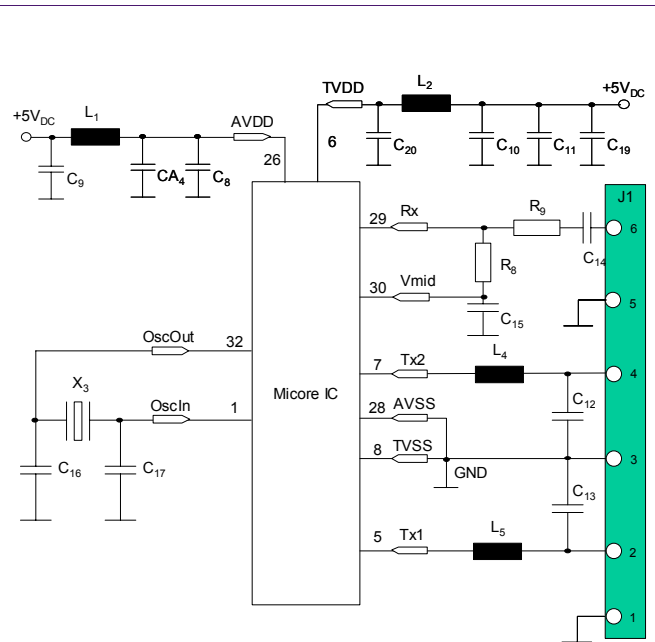 TVDD
L2
+5VDC
+5VDC
L1
AVDD
26
6
C20
C10
C11
C19
C9
CA4
C8
J1
29
Rx
R9
6
C14
R8
30
Vmid
5
C15
OscOut
32
L4
7
Tx2
4
X3
OscIn
1
Micore IC
C12
28
AVSS
8
TVSS
3
C16
C17
GND
C13
5
Tx1
L5
2
1